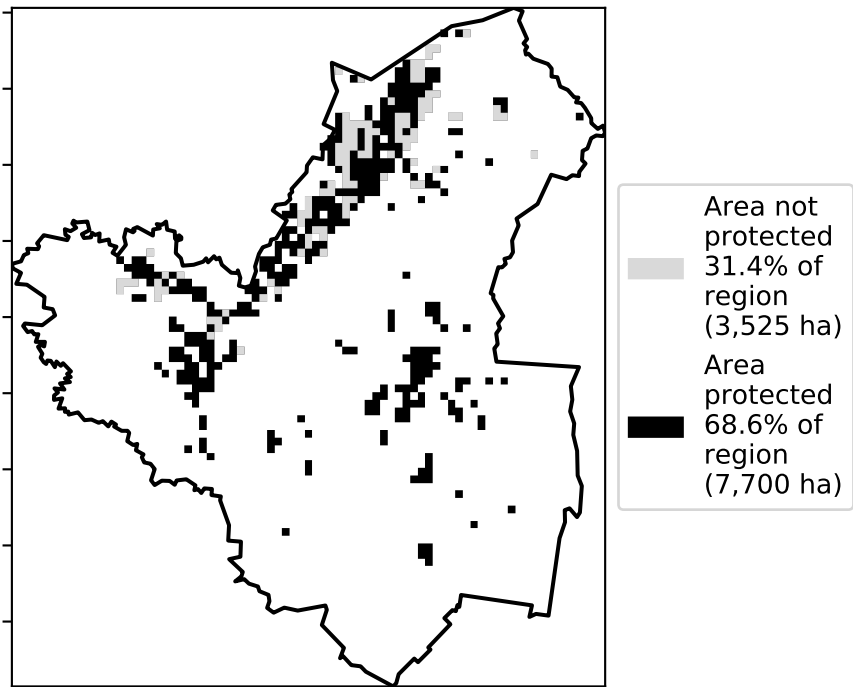 Area not
protected
31.4% of
region
(3,525 ha)
Area
protected
68.6% of
region
(7,700 ha)